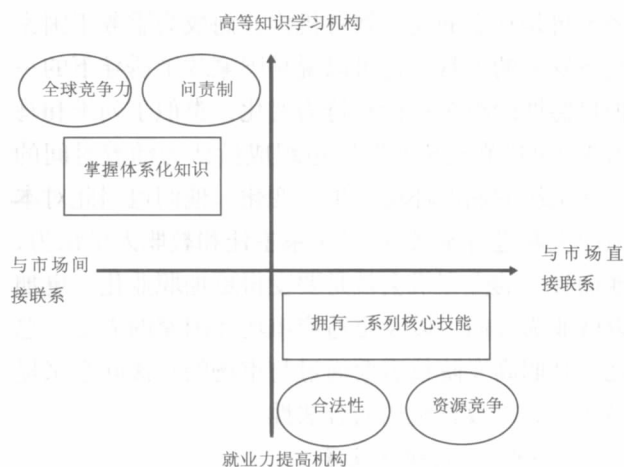 高等知识学习机构
全球竞争力
问责制
掌握体系化知识
与市场间
接联系
与市场直
接联系
拥有一系列核心技能
合法性
资源竞争
就业力提高机构